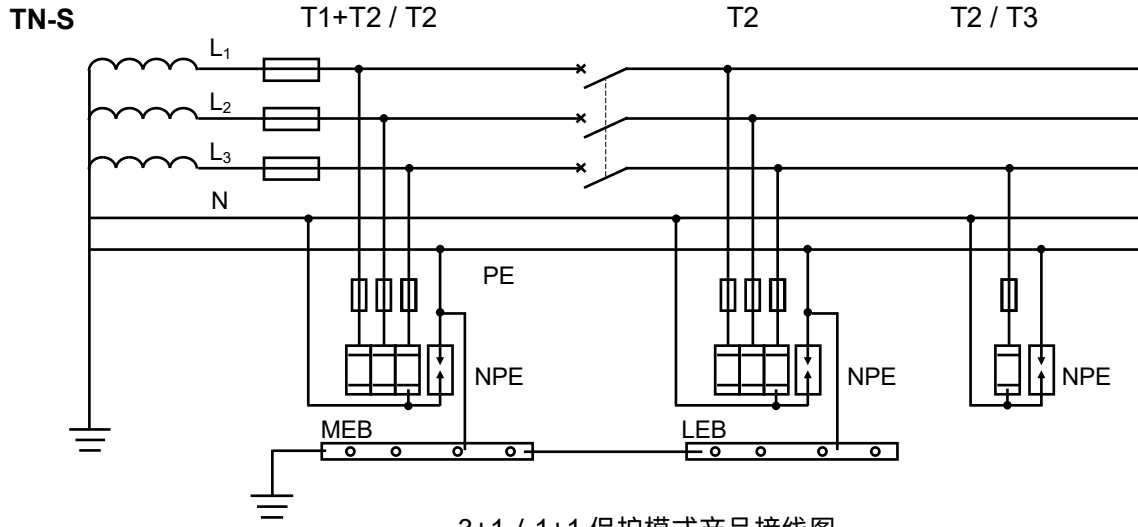 TN-S T1+T2 / T2 T2 T2 / T3
L₁
L₂
L₃
N
PE
NPE NPE NPE
MEB LEB
3+1 / 1+1 保护模式产品接线图